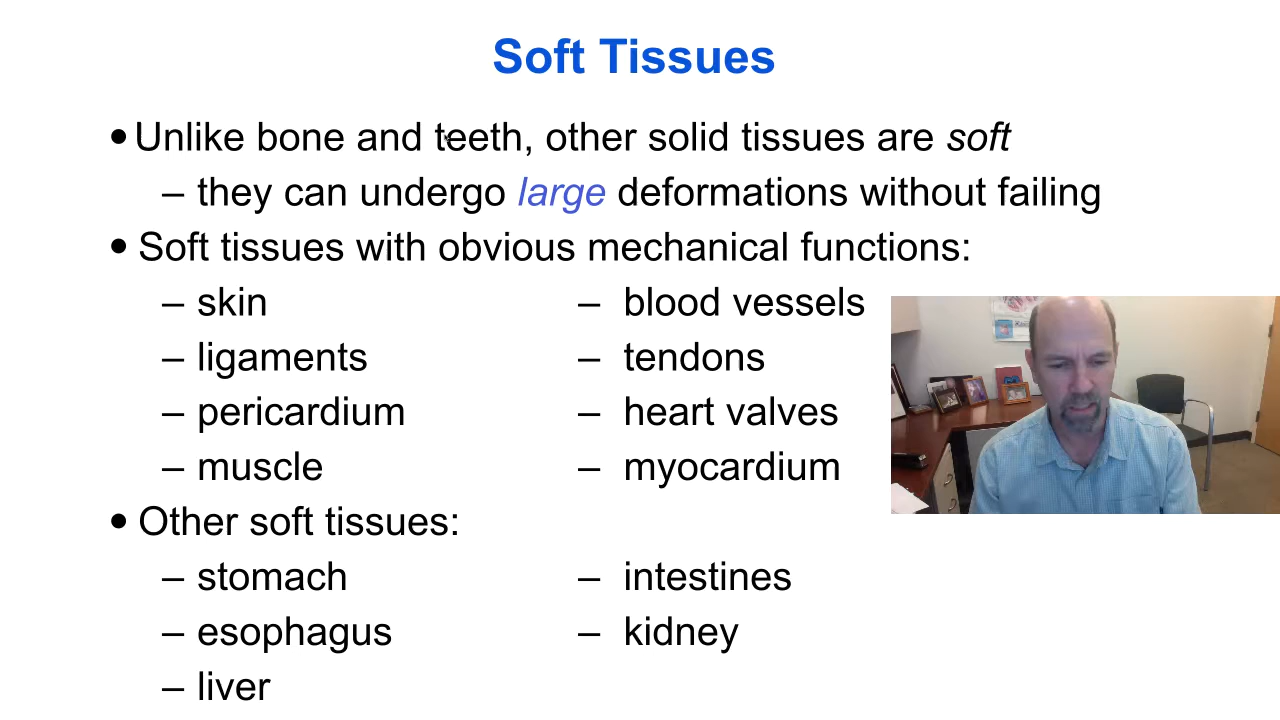 Soft Tissues
• Unlike bone and teeth, other solid tissues are soft
– they can undergo large deformations without failing
• Soft tissues with obvious mechanical functions:
– skin – blood vessels
– ligaments – tendons
– pericardium – heart valves
– muscle – myocardium
• Other soft tissues:
– stomach – intestines
– esophagus – kidney
– liver